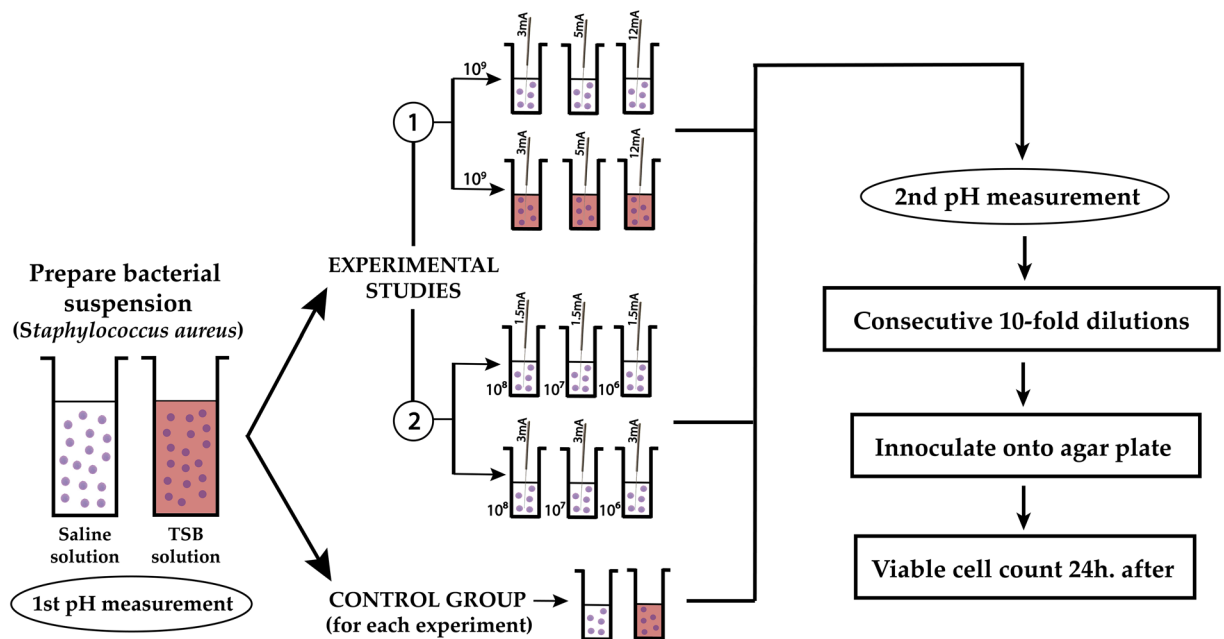 Prepare bacterial
suspension
(Staphylococcus aureus)
Saline
solution
TSB
solution
1st pH measurement
EXPERIMENTAL
STUDIES
1
10⁹
3mA
5mA
12mA
10⁹
3mA
5mA
12mA
2
1.5mA
1.5mA
1.5mA
10⁸
10⁷
10⁶
3mA
3mA
3mA
10⁸
10⁷
10⁶
CONTROL GROUP
(for each experiment)
2nd pH measurement
Consecutive 10-fold dilutions
Innoculate onto agar plate
Viable cell count 24h. after